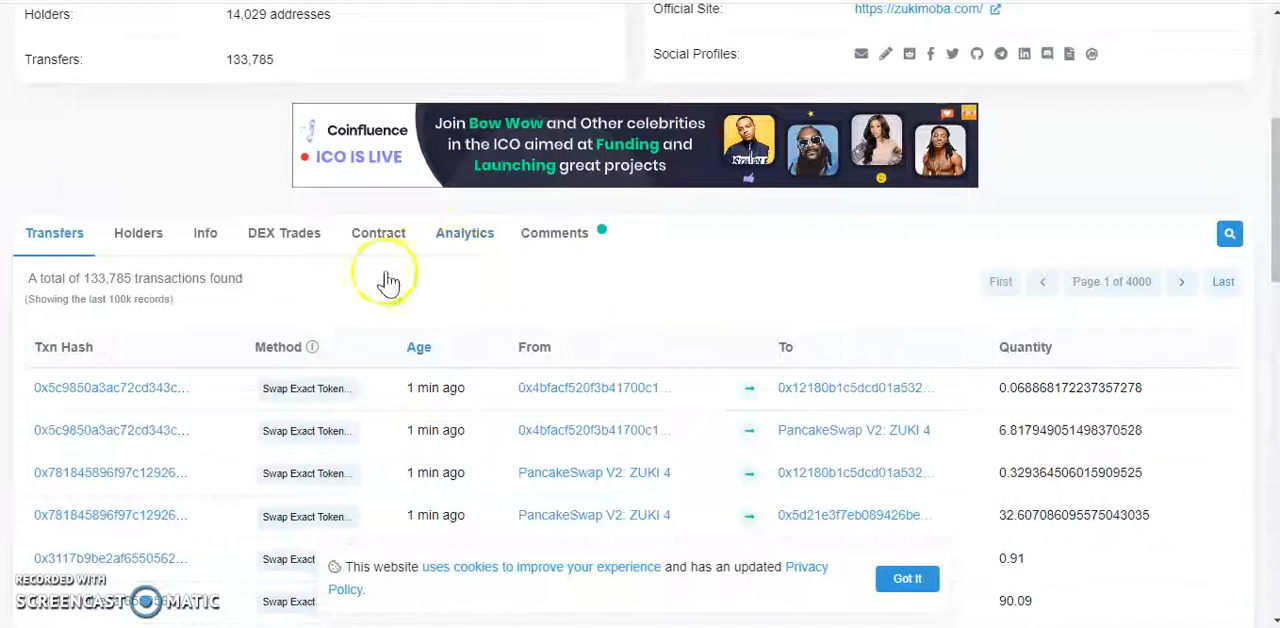 Holders: 14,029 addresses
Official Site: https://zukimoba.com/
Transfers: 133,785
Social Profiles:
Coinfluence
ICO IS LIVE
Join Bow Wow and Other celebrities
in the ICO aimed at Funding and
Launching great projects
Transfers Holders Info DEX Trades Contract Analytics Comments
A total of 133,785 transactions found
(Showing the last 100k records)
First Page 1 of 4000 Last
Txn Hash Method Age From To Quantity
0x5c9850a3ac72cd343c... Swap Exact Token... 1 min ago 0x4bfacf520f3b41700c1... 0x12180b1c5dcd01a532... 0.068868172237357278
0x5c9850a3ac72cd343c... Swap Exact Token... 1 min ago 0x4bfacf520f3b41700c1... PancakeSwap V2: ZUKI 4 6.817949051498370528
0x781845896f97c12926... Swap Exact Token... 1 min ago PancakeSwap V2: ZUKI 4 0x12180b1c5dcd01a532... 0.329364506015909525
0x781845896f97c12926... Swap Exact Token... 1 min ago PancakeSwap V2: ZUKI 4 0x5d21e3f7eb089426be... 32.607086095575043035
0x3117b9be2af6550562... Swap Exact 0.91
This website uses cookies to improve your experience and has an updated Privacy
Policy.
Got It
Swap Exact 90.09
RECORDED WITH
SCREENCAST MATIC